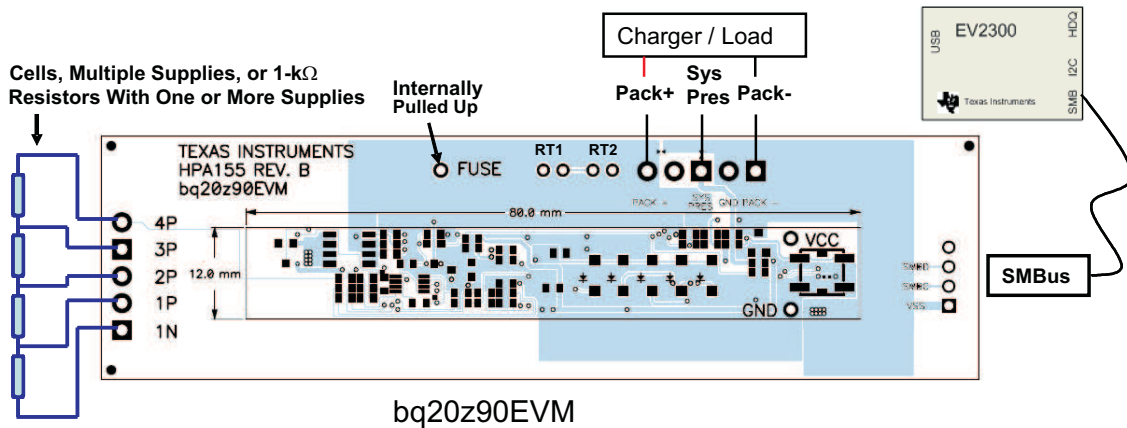 Cells, Multiple Supplies, or 1-kΩ
Resistors With One or More Supplies
Internally
Pulled Up
Charger / Load
Pack+
Sys
Pres
Pack-
USB
EV2300
HDQ
I2C
SMB
Texas Instruments
TEXAS INSTRUMENTS
HPA155 REV. B
bq20z90EVM
FUSE
RT1
RT2
PACK +
SYS
PRES
GND
PACK -
80.0 mm
12.0 mm
4P
3P
2P
1P
1N
VCC
GND
SMBD
SMBC
VSS
SMBus
bq20z90EVM